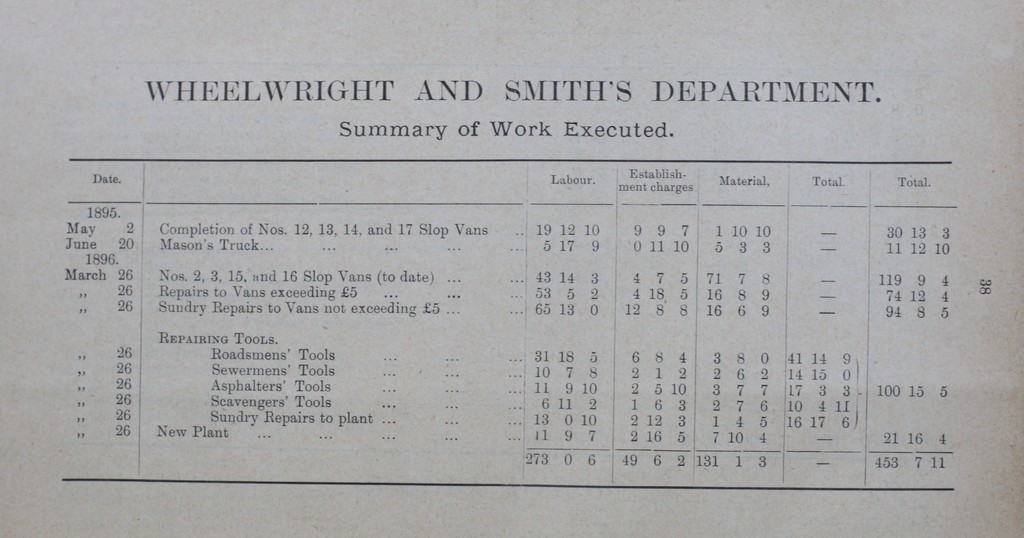 WHEELWRIGHT AND SMITH'S DEPARTMENT.
Summary of Work Executed.
Date. Labour. Establish-ment charges Material, Total. Total.
1895.
May 2 Completion of Nos. 12, 13, 14, and 17 Slop Vans .. 19 12 10 9 9 7 1 10 10 — 30 13 3
June 20 Mason's Truck... ... ... ... ... 5 17 9 0 11 10 5 3 3 — 11 12 10
1896.
March 26 Nos. 2, 3, 15, and 16 Slop Vans (to date) ... ... 43 14 3 4 7 5 71 7 8 — 119 9 4
„ 26 Repairs to Vans exceeding £5 ... ... ... 53 5 2 4 18 5 16 8 9 — 74 12 4
„ 26 Sundry Repairs to Vans not exceeding £5 ... ... 65 13 0 12 8 8 16 6 9 — 94 8 5
REPAIRING TOOLS.
„ 26 Roadsmens' Tools ... ... ... 31 18 5 6 8 4 3 8 0 41 14 9
„ 26 Sewermens' Tools ... ... ... 10 7 8 2 1 2 2 6 2 14 15 0
„ 26 Asphalters' Tools ... ... ... 11 9 10 2 5 10 3 7 7 17 3 3 100 15 5
„ 26 Scavengers' Tools ... ... ... 6 11 2 1 6 3 2 7 6 10 4 11
„ 26 Sundry Repairs to plant ... ... ... 13 0 10 2 12 3 1 4 5 16 17 6
„ 26 New Plant ... ... ... ... ... 11 9 7 2 16 5 7 10 4 — 21 16 4
273 0 6 49 6 2 131 1 3 — 453 7 11
38